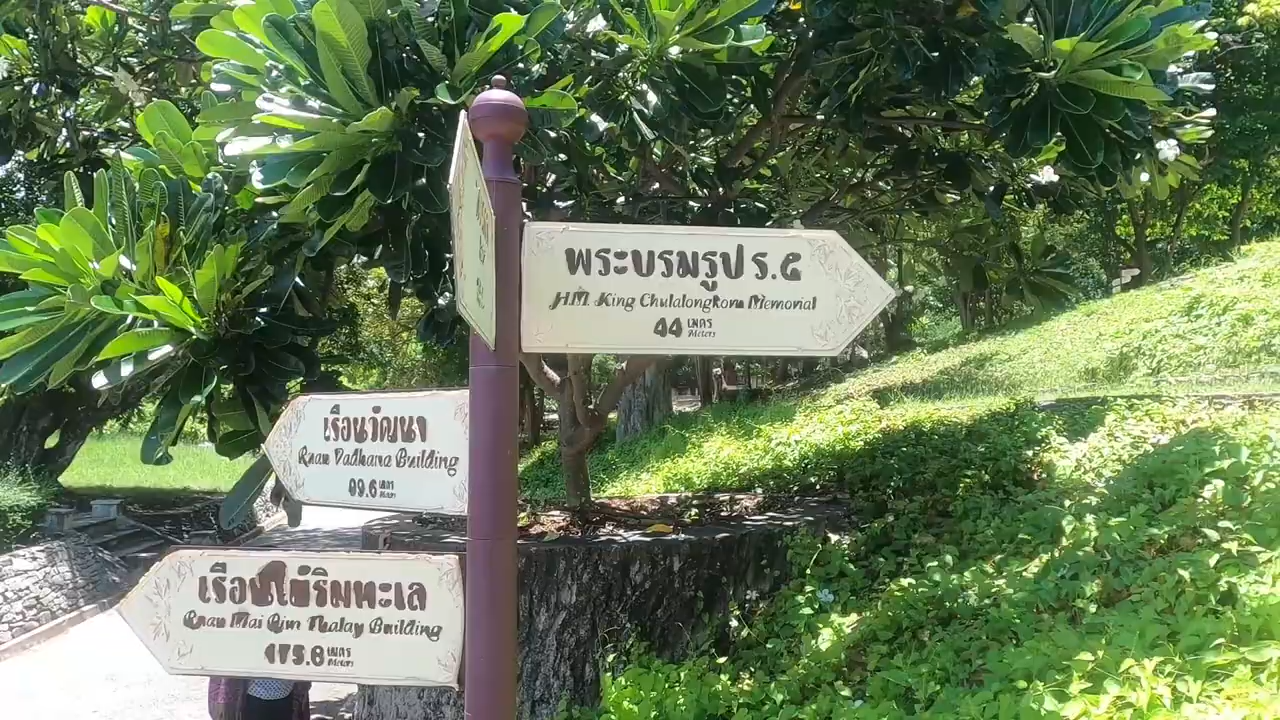 พระบรมรูป ร.๕
H.M. King Chulalongkorn Memorial
44 เมตร
Meters
เรือนวัฒนา
Ruan Vadhana Building
89.6 เมตร
Meters
เรือนไม้ริมทะเล
Ruan Mai Rim Thalay Building
175.8 เมตร
Meters